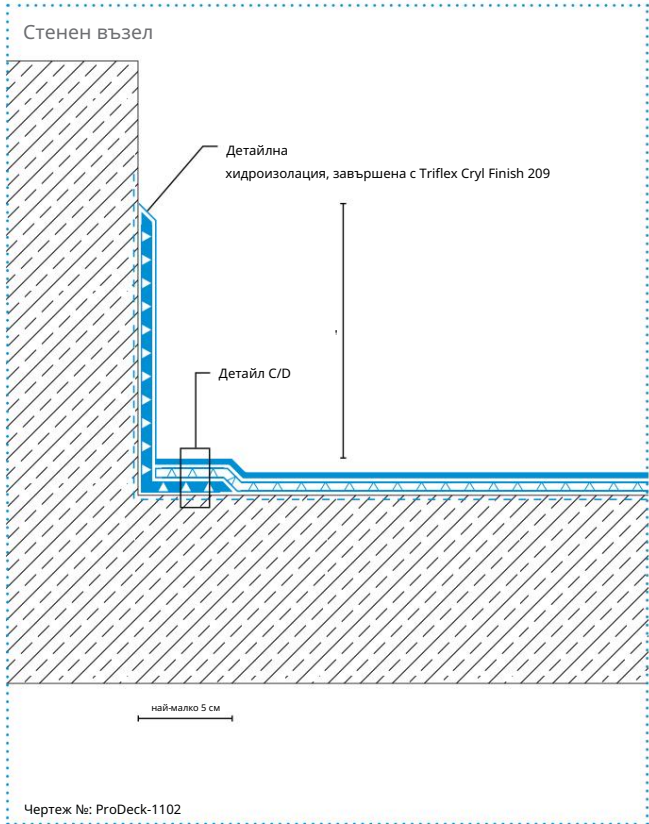 Стенен възел
Детайлна
хидроизолация, завършена с Triflex Cryl Finish 209
Детайл C/D
най-малко 5 см
Чертеж №: ProDeck-1102